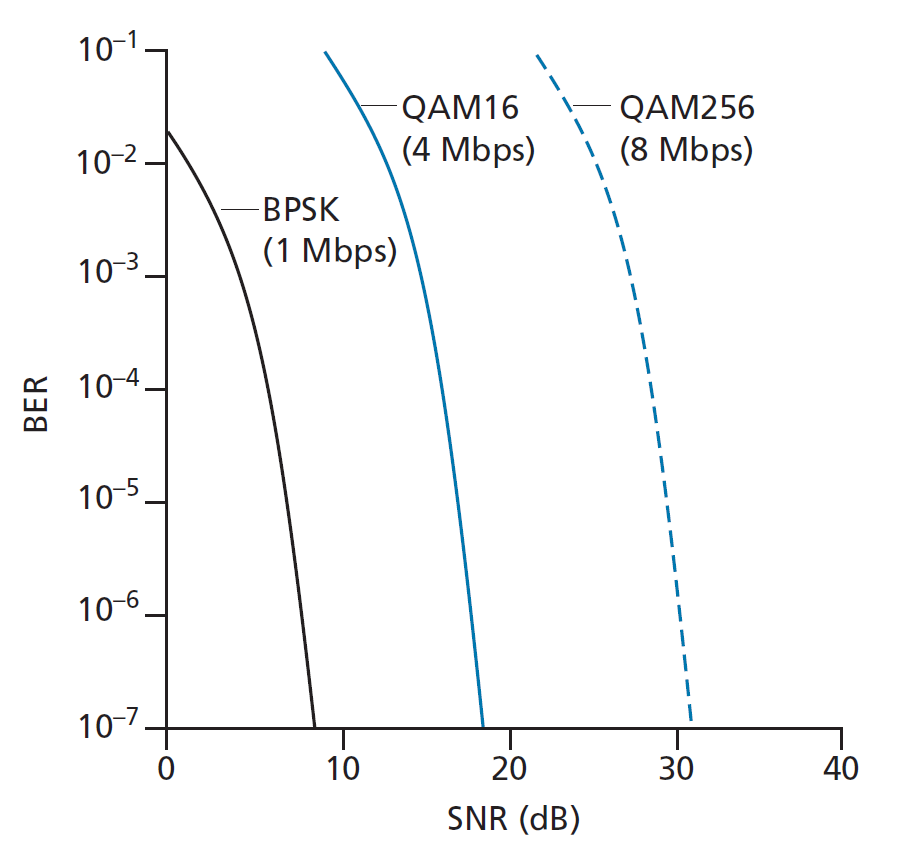 10–1
10–2
10–3
10–4
10–5
10–6
10–7
BER
QAM16
(4 Mbps)
QAM256
(8 Mbps)
BPSK
(1 Mbps)
0 10 20 30 40
SNR (dB)